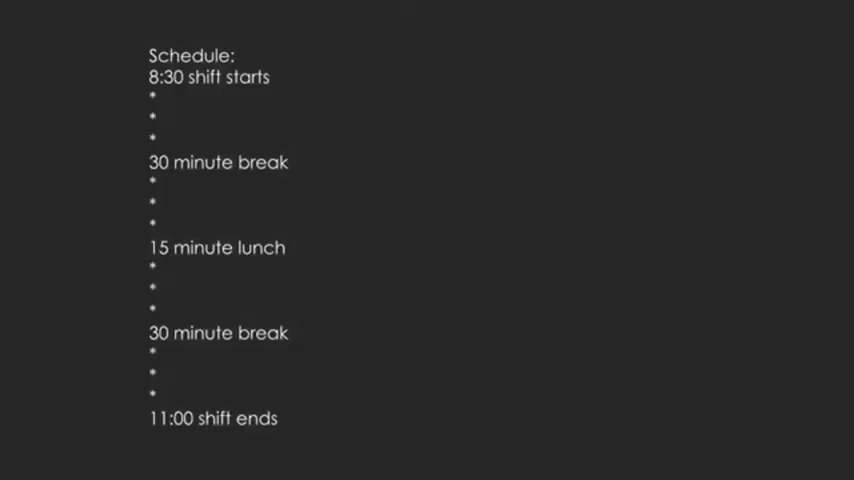 Schedule:
8:30 shift starts
*
*
*
30 minute break
*
*
*
15 minute lunch
*
*
*
30 minute break
*
*
*
11:00 shift ends